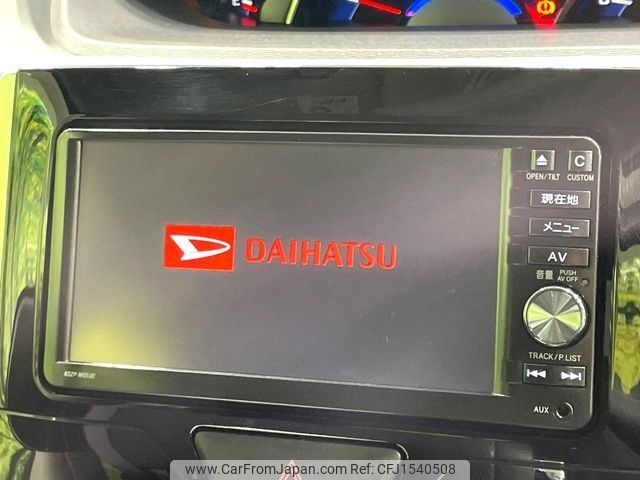 E
DAIHATSU
OPEN/TILT
C
CUSTOM
現在地
メニュー
AV
音量 PUSH
AV OFF
TRACK/P.LIST
AUX
www.CarFromJapan.com - CFJ1540508